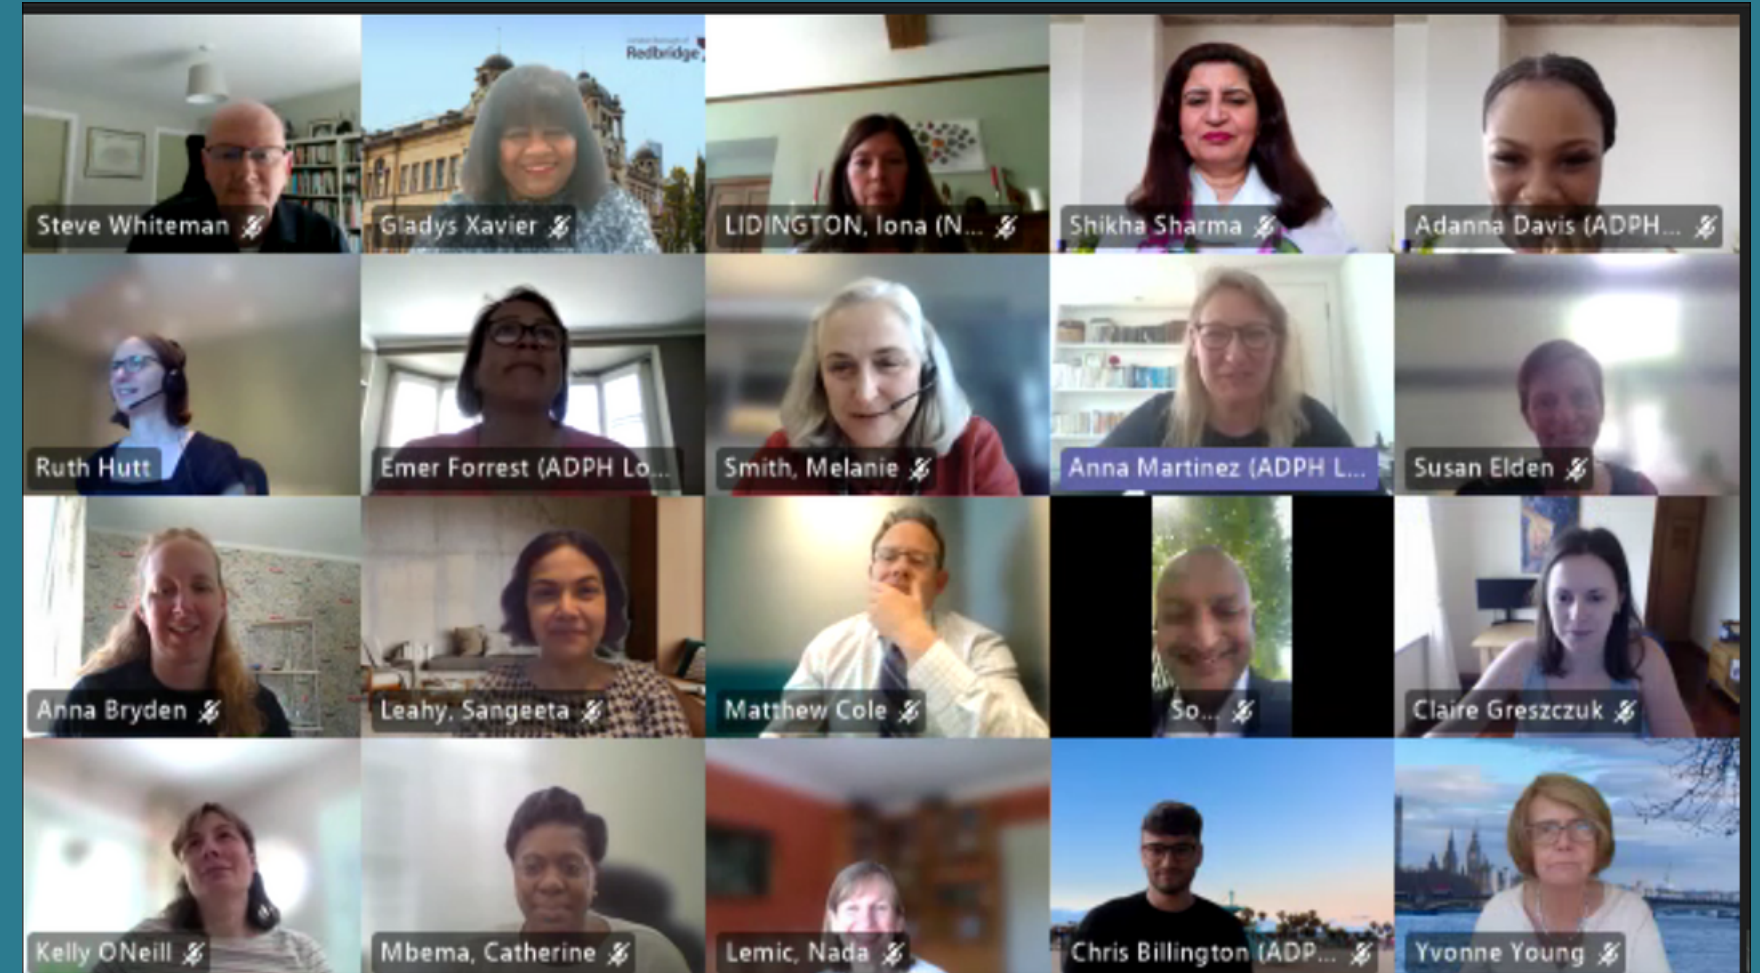 Redbridge
Steve Whiteman
Gladys Xavier
LIDINGTON, Iona (N...
Shikha Sharma
Adanna Davis (ADPH...
Ruth Hutt
Emer Forrest (ADPH Lo...
Smith, Melanie
Anna Martinez (ADPH L...
Susan Elden
Anna Bryden
Leahy, Sangeeta
Matthew Cole
So...
Claire Greszczuk
Kelly ONeill
Mbema, Catherine
Lemic, Nada
Chris Billington (ADP...
Yvonne Young